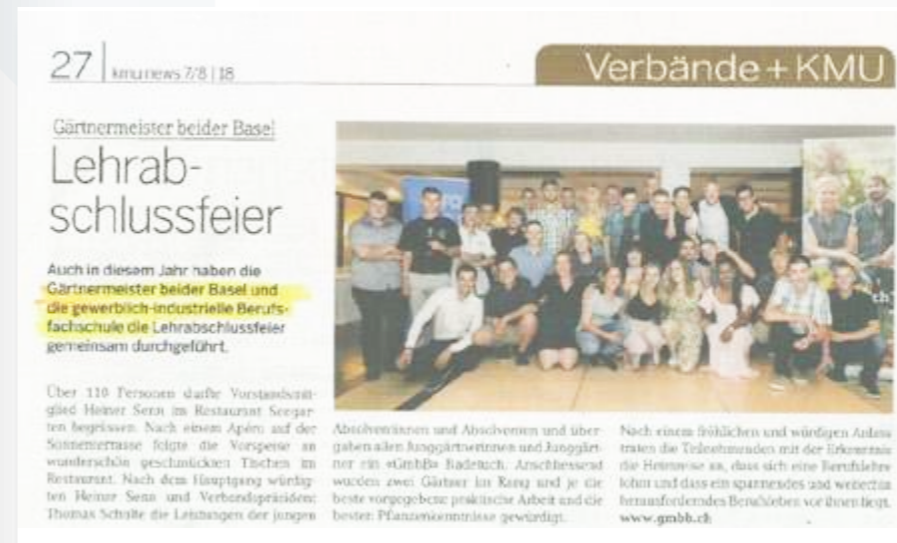 27 | kmu news 7/8 | 18
Verbände + KMU
Gärtnermeister beider Basel
Lehrab-
schlussfeier
Auch in diesem Jahr haben die
Gärtnermeister beider Basel und
die gewerblich-industrielle Berufs-
fachschule die Lehrabschlussfeier
gemeinsam durchgeführt.
Über 110 Personen durfte Vorstandsmit-
glied Heiner Senn im Restaurant Seegar-
ten begrüssen. Nach einem Apéro auf der
Sonnenterrasse folgte die Vorspeise an
wunderschön geschmückten Tischen im
Restaurant. Nach dem Hauptgang würdig-
ten Heiner Senn und Verbandspräsident
Thomas Schulte die Leistungen der jungen
Absolventinnen und Absolventen und über-
gaben allen Junggärtnerinnen und Junggärt-
ner ein «GmbB» Badetuch. Anschliessend
wurden zwei Gärtner im Rang und je die
beste vorgegebene praktische Arbeit und die
besten Pflanzenkenntnisse gewürdigt.
Nach einem fröhlichen und würdigen Anlass
traten die Teilnehmenden mit der Erkenntnis
die Heimreise an, dass sich eine Berufslehre
lohnt und dass ein spannendes und weiterhin
herausforderndes Berufsleben vor ihnen liegt.
www.gmbb.ch